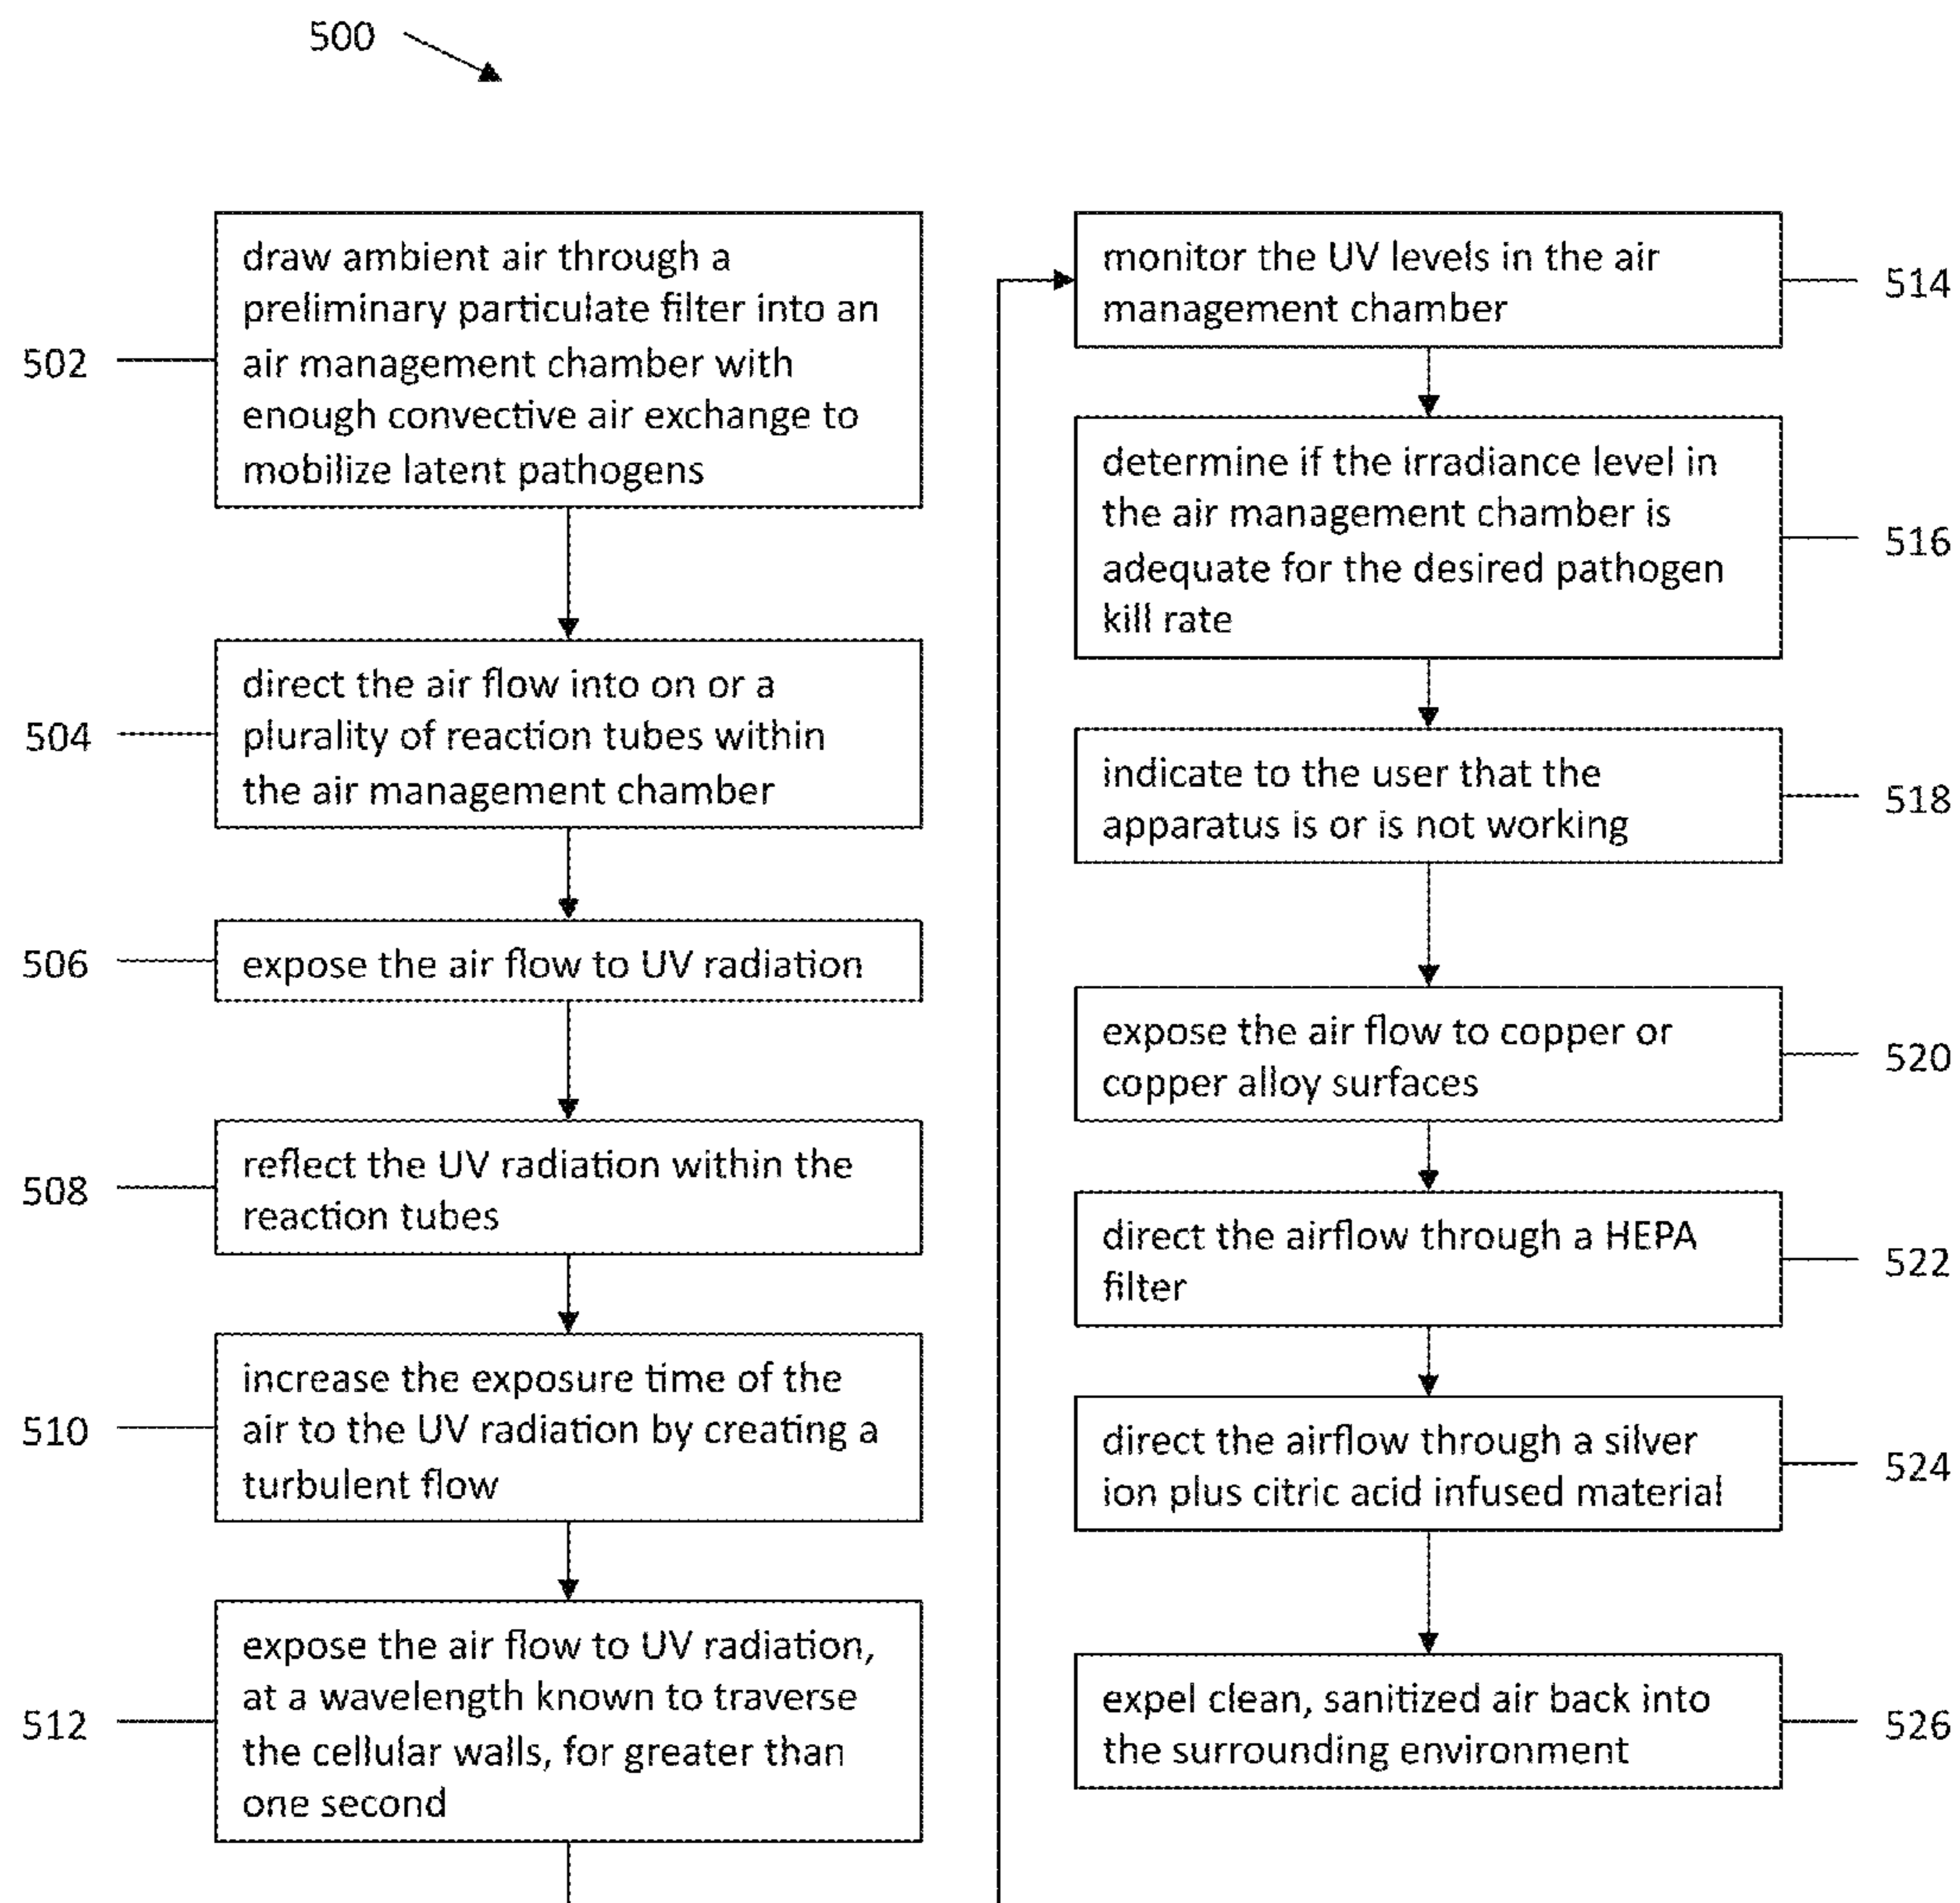 500
502
draw ambient air through a
preliminary particulate filter into an
air management chamber with
enough convective air exchange to
mobilize latent pathogens
504
direct the air flow into on or a
plurality of reaction tubes within
the air management chamber
506
expose the air flow to UV radiation
508
reflect the UV radiation within the
reaction tubes
510
increase the exposure time of the
air to the UV radiation by creating a
turbulent flow
512
expose the air flow to UV radiation,
at a wavelength known to traverse
the cellular walls, for greater than
one second
monitor the UV levels in the air
management chamber
514
determine if the irradiance level in
the air management chamber is
adequate for the desired pathogen
kill rate
516
indicate to the user that the
apparatus is or is not working
518
expose the air flow to copper or
copper alloy surfaces
520
direct the airflow through a HEPA
filter
522
direct the airflow through a silver
ion plus citric acid infused material
524
expel clean, sanitized air back into
the surrounding environment
526